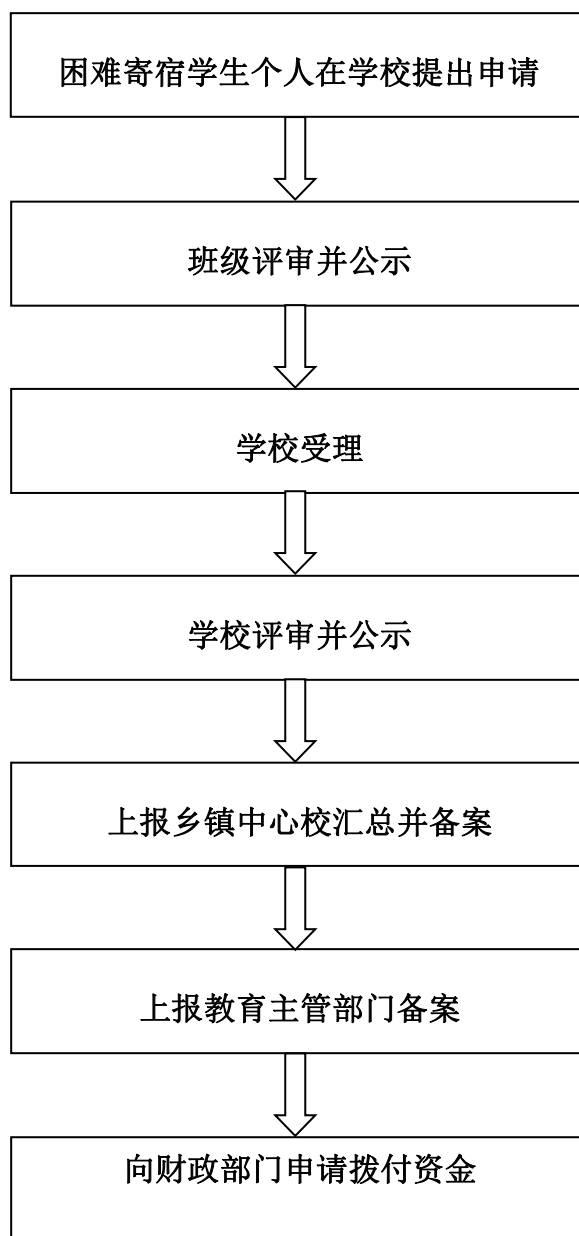 困难寄宿学生个人在学校提出申请
班级评审并公示
学校受理
学校评审并公示
上报乡镇中心校汇总并备案
上报教育主管部门备案
向财政部门申请拨付资金